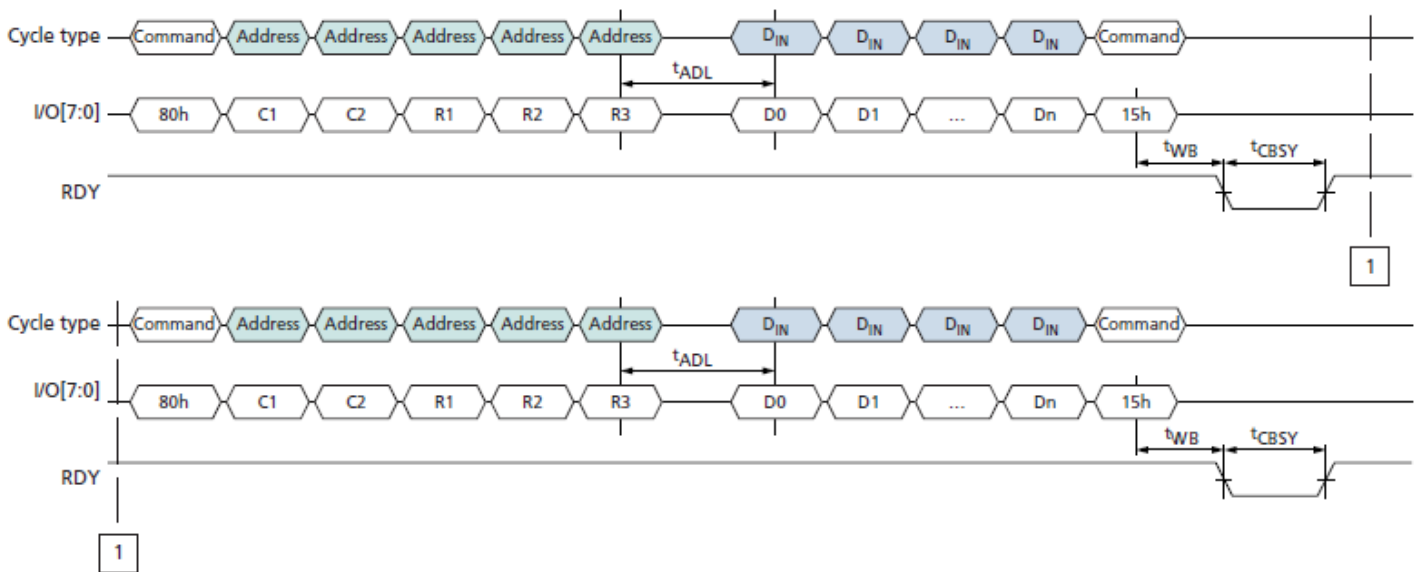 Cycle type Command Address Address Address Address Address DIN DIN DIN DIN Command
tADL
I/O[7:0] 80h C1 C2 R1 R2 R3 D0 D1 ... Dn 15h
tWB tCBSY
RDY
1
Cycle type Command Address Address Address Address Address DIN DIN DIN DIN Command
tADL
I/O[7:0] 80h C1 C2 R1 R2 R3 D0 D1 ... Dn 15h
tWB tCBSY
RDY
1